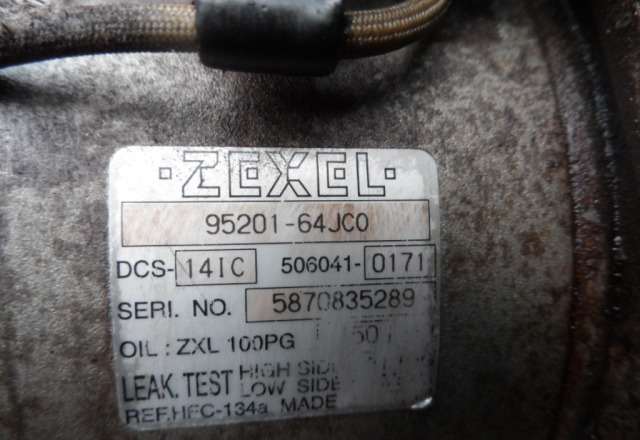 ·ZEXEL·
95201-64JC0
DCS-14IC 506041-0171
SERI. NO. 5870835289
OIL : ZXL 100PG 150
LEAK. TEST HIGH SIDE
LOW SIDE
REF.HFC-134a MADE